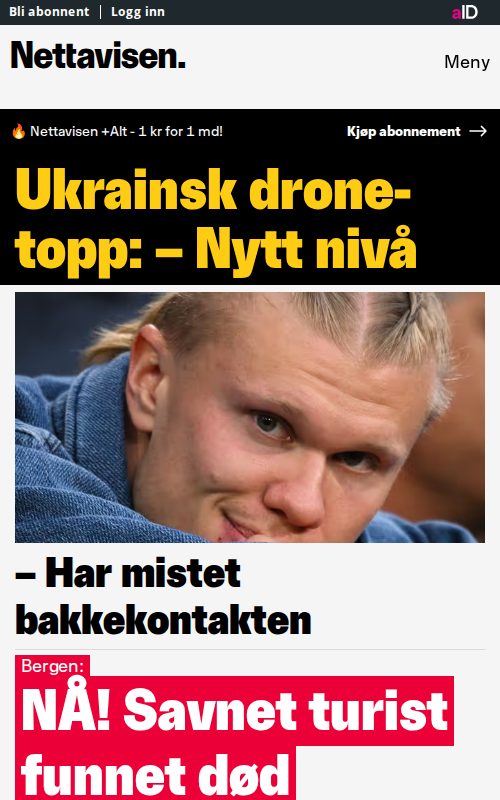 Bli abonnent
Logg inn
aID
Nettavisen.
Meny
🔥 Nettavisen +Alt - 1 kr for 1 md!
Kjøp abonnement →
Ukrainsk drone-
topp: – Nytt nivå
– Har mistet
bakkekontakten
Bergen:
NÅ! Savnet turist
funnet død